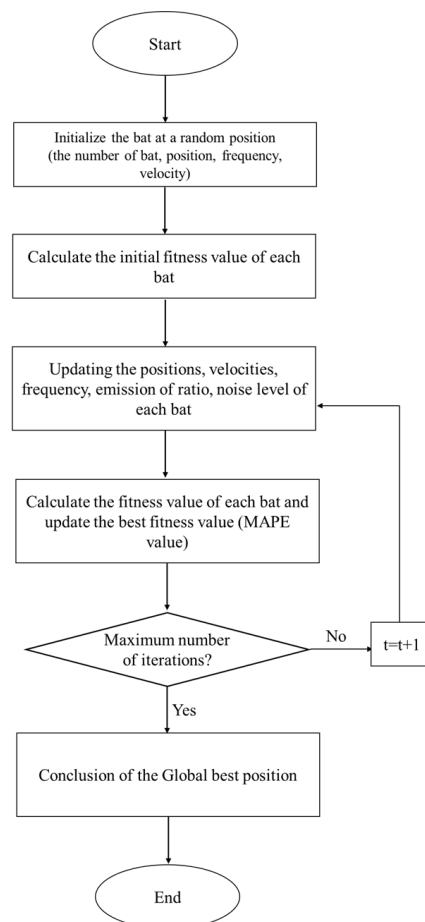 Start
Initialize the bat at a random position
(the number of bat, position, frequency,
velocity)
Calculate the initial fitness value of each
bat
Updating the positions, velocities,
frequency, emission of ratio, noise level of
each bat
Calculate the fitness value of each bat and
update the best fitness value (MAPE
value)
Maximum number
of iterations?
No
t=t+1
Yes
Conclusion of the Global best position
End